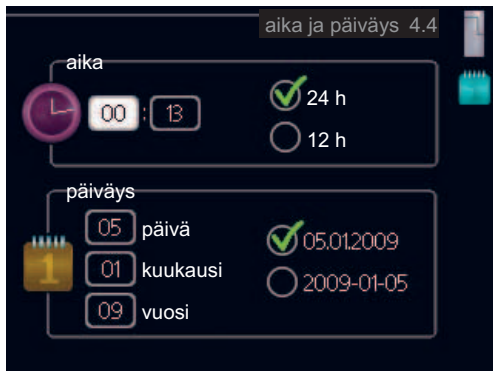 aika ja päiväys 4.4
aika
00 : 13
24 h
12 h
päiväys
1
05 päivä
01 kuukausi
09 vuosi
05.01.2009
2009-01-05